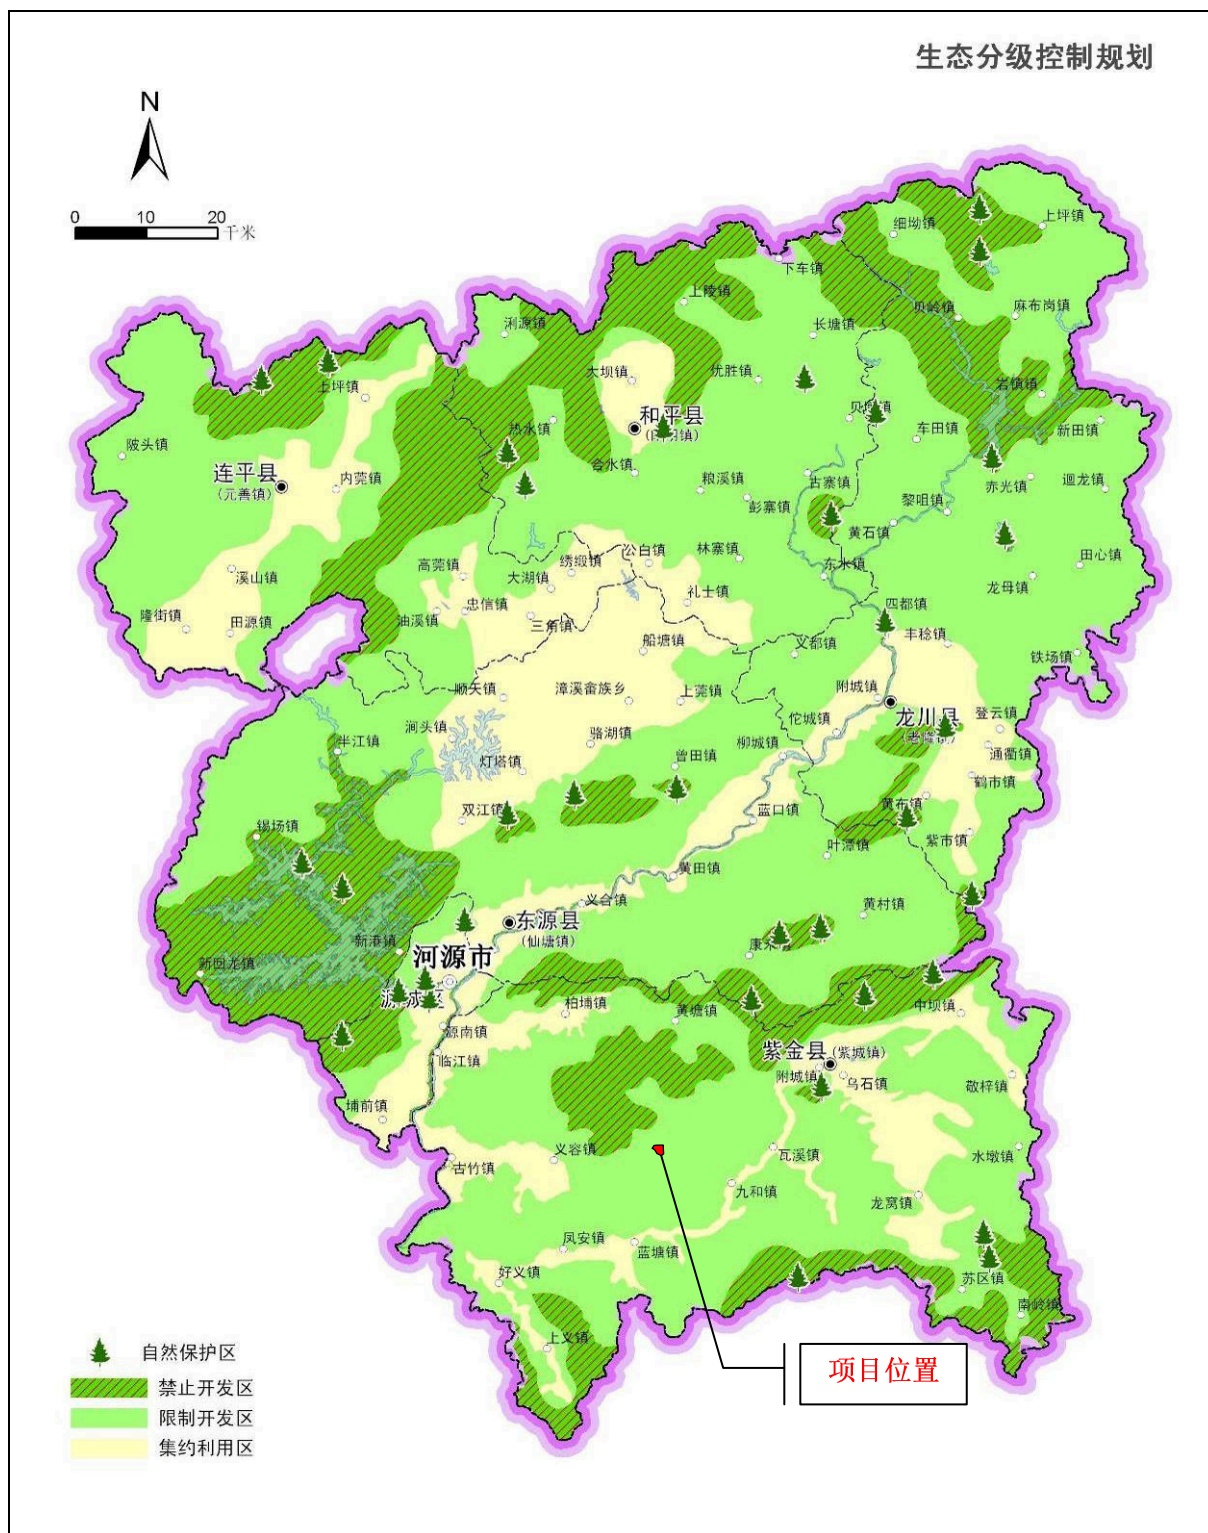 生态分级控制规划
N
0 10 20
千米
细坳镇
上坪镇
下车镇
上陵镇
贝岭镇
麻布岗镇
浰源镇
长塘镇
大坝镇
优胜镇
岩镇镇
上坪镇
和平县
热水镇
车田镇
新田镇
陂头镇
连平县
(元善镇)
内莞镇
合水镇
粮溪镇
古寨镇
彭寨镇
赤光镇
迴龙镇
黎咀镇
黄石镇
公白镇
林寨镇
绣缎镇
高莞镇
大湖镇
东水镇
田心镇
龙母镇
溪山镇
隆街镇
田源镇
忠信镇
油溪镇
三角镇
礼士镇
四都镇
丰稔镇
船塘镇
义都镇
铁场镇
顺天镇
漳溪畲族乡
上莞镇
附城镇
龙川县
登云镇
佗城镇
涧头镇
骆湖镇
半江镇
柳城镇
通衢镇
灯塔镇
曾田镇
鹤市镇
黄布镇
双江镇
蓝口镇
锡场镇
紫市镇
叶潭镇
黄田镇
义合镇
黄村镇
东源县
(仙塘镇)
新港镇
河源市
新回龙镇
柏埔镇
黄塘镇
中坝镇
源南镇
临江镇
紫金县
(紫城镇)
附城镇
乌石镇
敬梓镇
埔前镇
古竹镇
义容镇
瓦溪镇
水墩镇
九和镇
龙窝镇
凤安镇
蓝塘镇
好义镇
苏区镇
南岭镇
上义镇
项目位置
自然保护区
禁止开发区
限制开发区
集约利用区